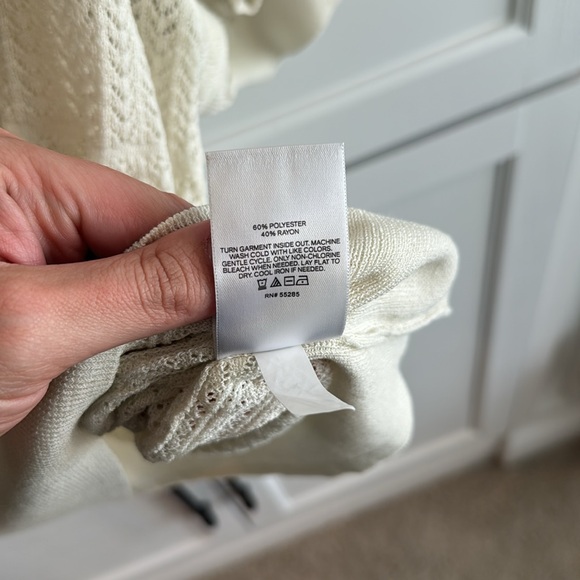 60% POLYESTER
40% RAYON
TURN GARMENT INSIDE OUT. MACHINE
WASH COLD WITH LIKE COLORS.
GENTLE CYCLE. ONLY NON-CHLORINE
BLEACH WHEN NEEDED. LAY FLAT TO
DRY. COOL IRON IF NEEDED.
RN# 55285